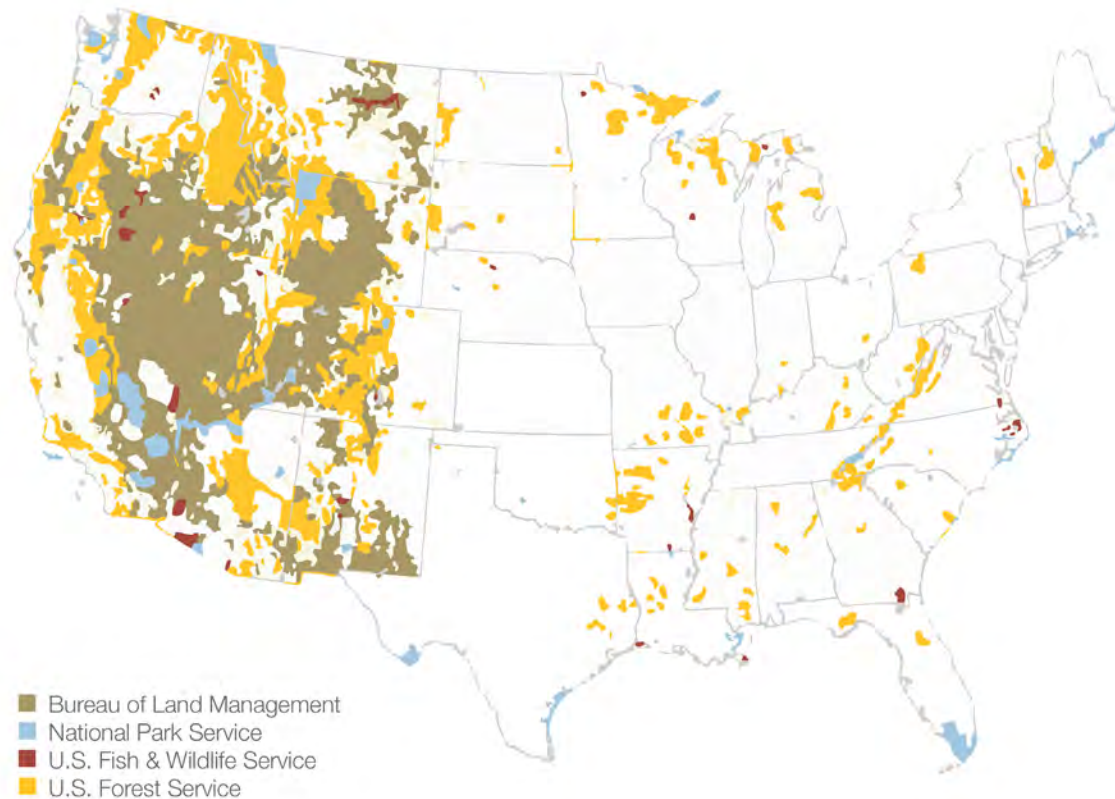 Bureau of Land Management
National Park Service
U.S. Fish & Wildlife Service
U.S. Forest Service